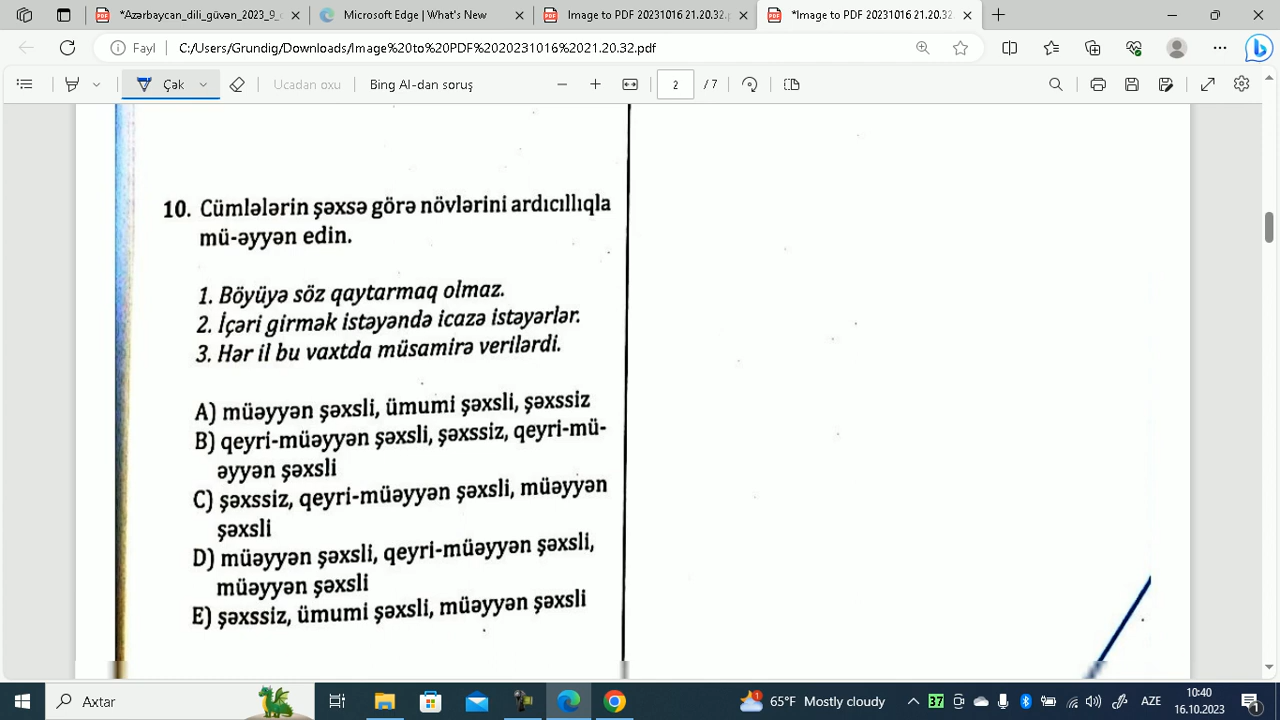 *Azərbaycan_dili_güvən_2023_9_
Microsoft Edge | What's New
Image to PDF 20231016 21.20.32.
*Image to PDF 20231016 21.20.32
Fayl
C:/Users/Grundig/Downloads/Image%20to%20PDF%2020231016%2021.20.32.pdf
Çək
Ucadan oxu
Bing AI-dan soruş
2
/ 7
10. Cümlələrin şəxsə görə növlərini ardıcıllıqla
mü-əyyən edin.
1. Böyüyə söz qaytarmaq olmaz.
2. İçəri girmək istəyəndə icazə istəyərlər.
3. Hər il bu vaxtda müsamirə verilərdi.
A) müəyyən şəxsli, ümumi şəxsli, şəxssiz
B) qeyri-müəyyən şəxsli, şəxssiz, qeyri-mü-
əyyən şəxsli
C) şəxssiz, qeyri-müəyyən şəxsli, müəyyən
şəxsli
D) müəyyən şəxsli, qeyri-müəyyən şəxsli,
müəyyən şəxsli
E) şəxssiz, ümumi şəxsli, müəyyən şəxsli
Axtar
1
65°F Mostly cloudy
37
AZE
10:40
16.10.2023
1